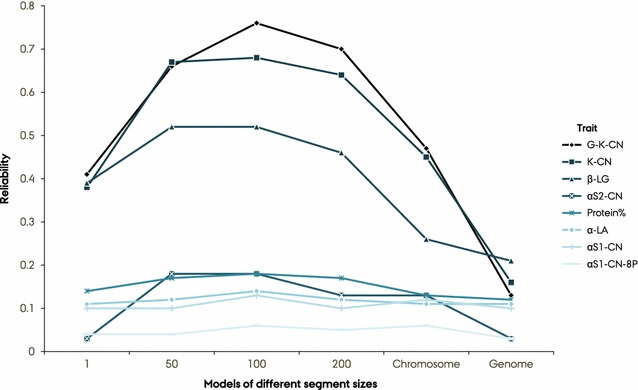 0.8
0.7
0.6
0.5
0.4
0.3
0.2
0.1
0
Reliability
1 50 100 200 Chromosome Genome
Models of different segment sizes
Trait
G-K-CN
K-CN
β-LG
αS2-CN
Protein%
α-LA
αS1-CN
αS1-CN-8P